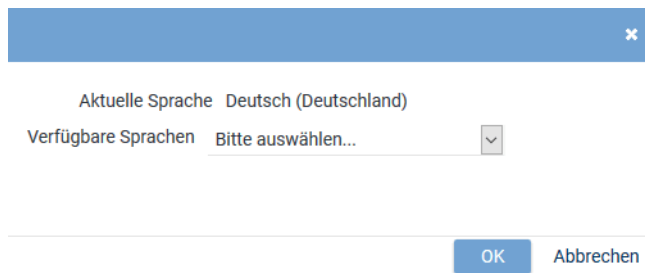 Aktuelle Sprache Deutsch (Deutschland)
Verfügbare Sprachen Bitte auswählen...
OK Abbrechen